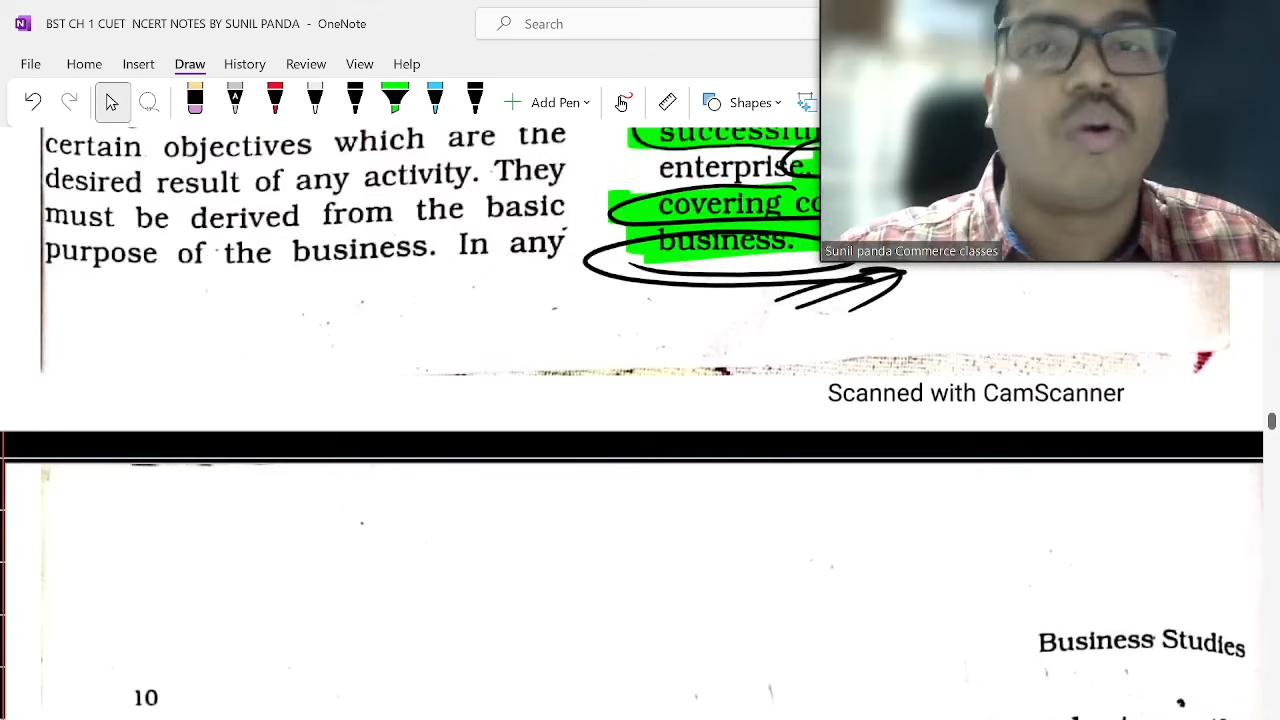 BST CH 1 CUET NCERT NOTES BY SUNIL PANDA - OneNote
Search
File Home Insert Draw View History Review View Help
Add Pen
Shapes
certain objectives which are the
desired result of any activity. They
must be derived from the basic
purpose of the business. In any
enterprise.
covering
business.
Sunil panda Commerce classes
Scanned with CamScanner
Business Studies
10